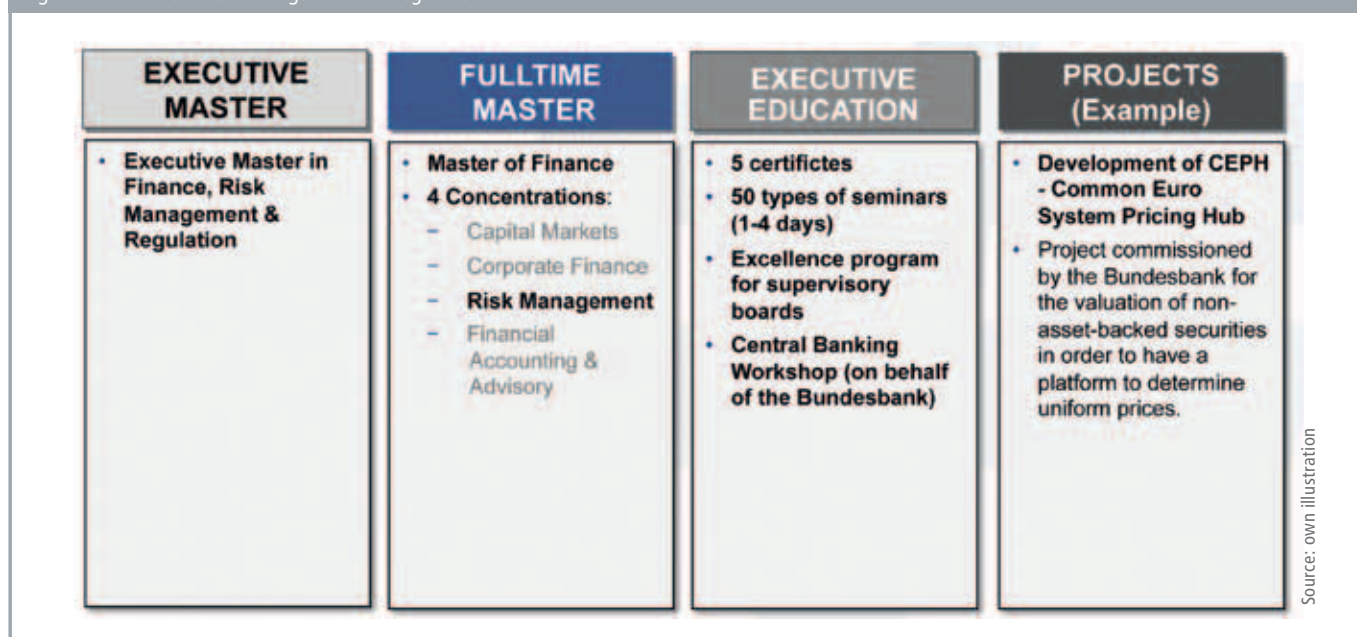 EXECUTIVE
MASTER
• Executive Master in
Finance, Risk
Management &
Regulation
FULLTIME
MASTER
• Master of Finance
• 4 Concentrations:
– Capital Markets
– Corporate Finance
– Risk Management
– Financial
Accounting &
Advisory
EXECUTIVE
EDUCATION
• 5 certifictes
• 50 types of seminars
(1-4 days)
• Excellence program
for supervisory
boards
• Central Banking
Workshop (on behalf
of the Bundesbank)
PROJECTS
(Example)
• Development of CEPH
- Common Euro
System Pricing Hub
• Project commissioned
by the Bundesbank for
the valuation of non-
asset-backed securities
in order to have a
platform to determine
uniform prices.
Source: own illustration